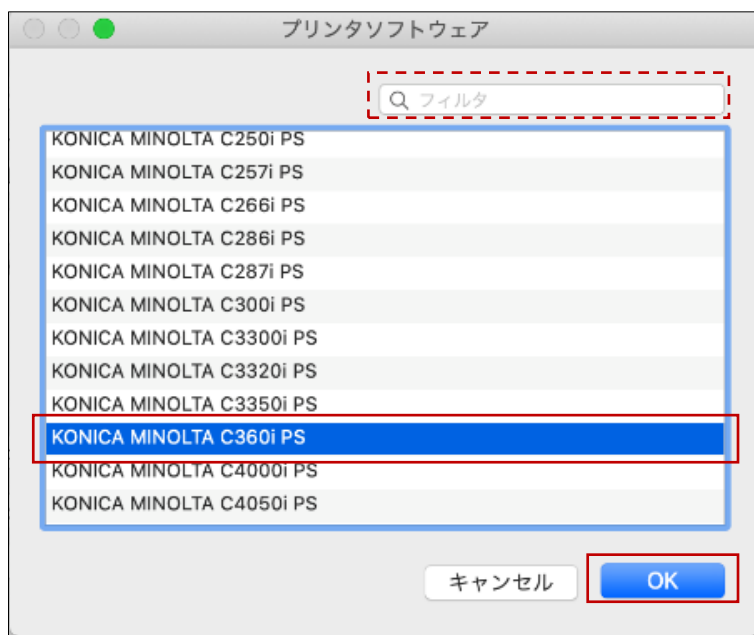 プリンタソフトウェア
フィルタ
KONICA MINOLTA C250i PS
KONICA MINOLTA C257i PS
KONICA MINOLTA C266i PS
KONICA MINOLTA C286i PS
KONICA MINOLTA C287i PS
KONICA MINOLTA C300i PS
KONICA MINOLTA C3300i PS
KONICA MINOLTA C3320i PS
KONICA MINOLTA C3350i PS
KONICA MINOLTA C360i PS
KONICA MINOLTA C4000i PS
KONICA MINOLTA C4050i PS
キャンセル
OK